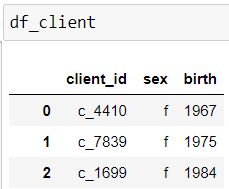 df_client
client_id sex birth
0 c_4410 f 1967
1 c_7839 f 1975
2 c_1699 f 1984